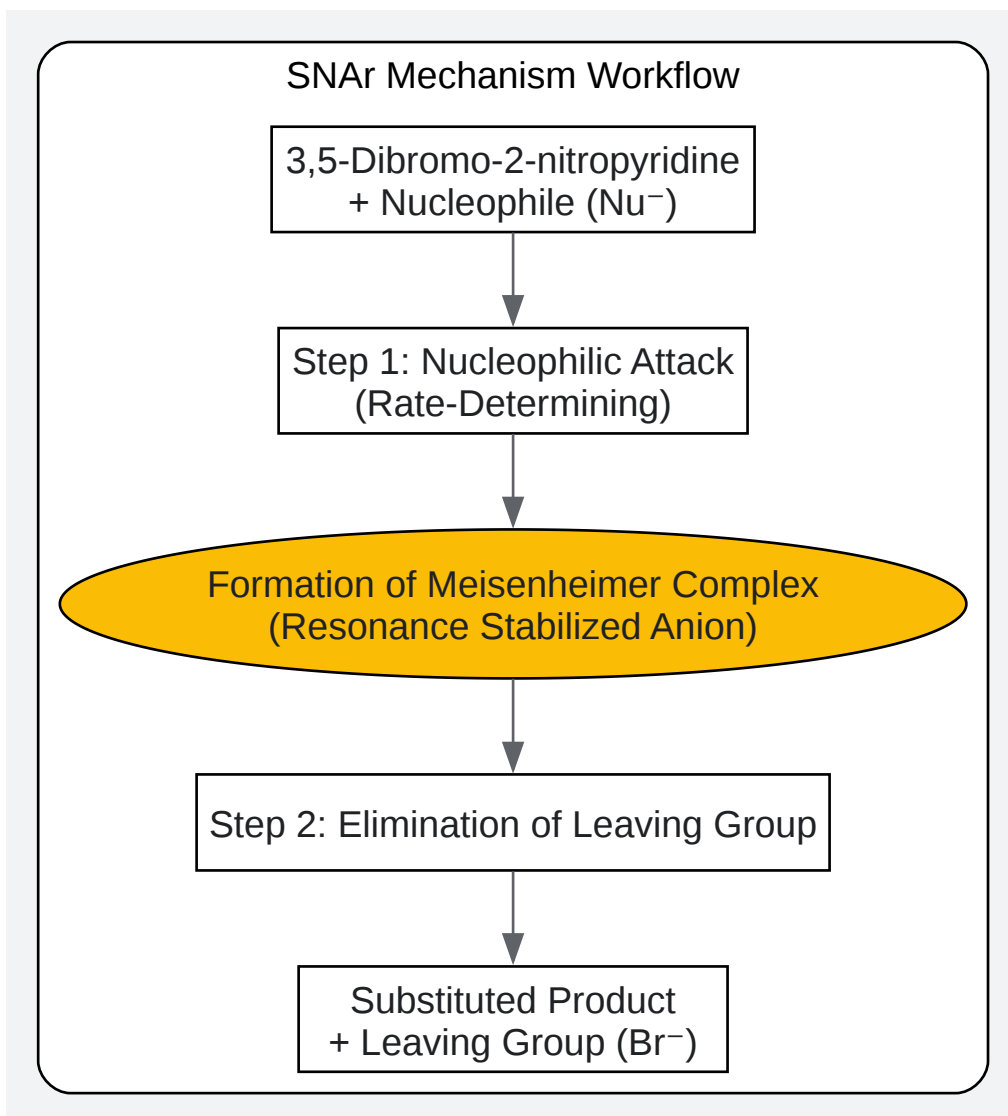 SNAr Mechanism Workflow
3,5-Dibromo-2-nitropyridine
+ Nucleophile (Nu⁻)
Step 1: Nucleophilic Attack
(Rate-Determining)
Formation of Meisenheimer Complex
(Resonance Stabilized Anion)
Step 2: Elimination of Leaving Group
Substituted Product
+ Leaving Group (Br⁻)